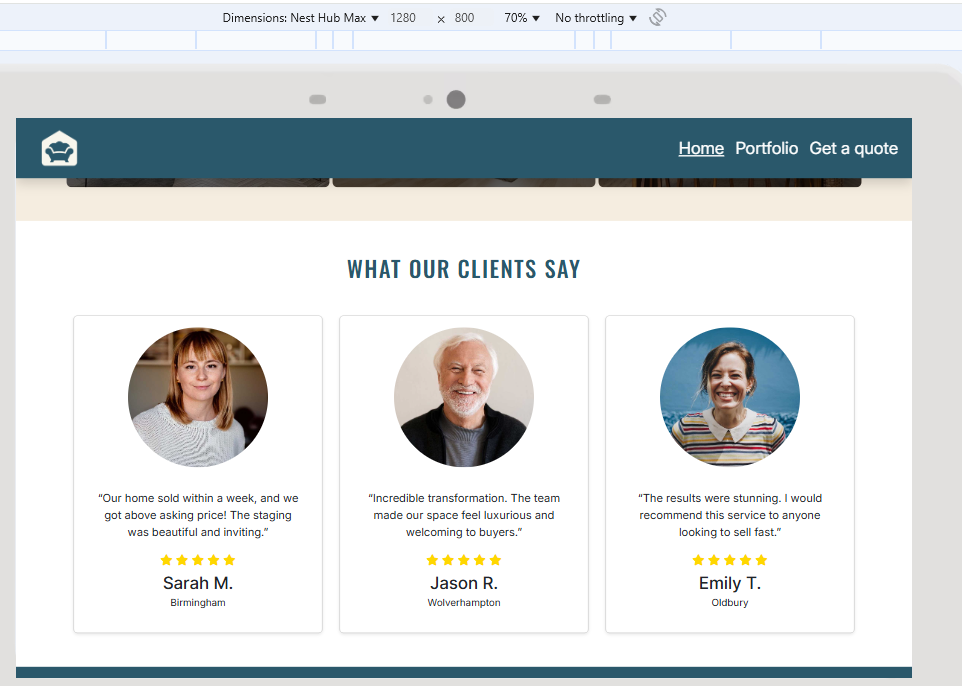 Dimensions: Nest Hub Max ▼ 1280 × 800 70% ▼ No throttling ▼
Home Portfolio Get a quote
WHAT OUR CLIENTS SAY
“Our home sold within a week, and we
got above asking price! The staging
was beautiful and inviting.”
Sarah M.
Birmingham
“Incredible transformation. The team
made our space feel luxurious and
welcoming to buyers.”
Jason R.
Wolverhampton
“The results were stunning. I would
recommend this service to anyone
looking to sell fast.”
Emily T.
Oldbury